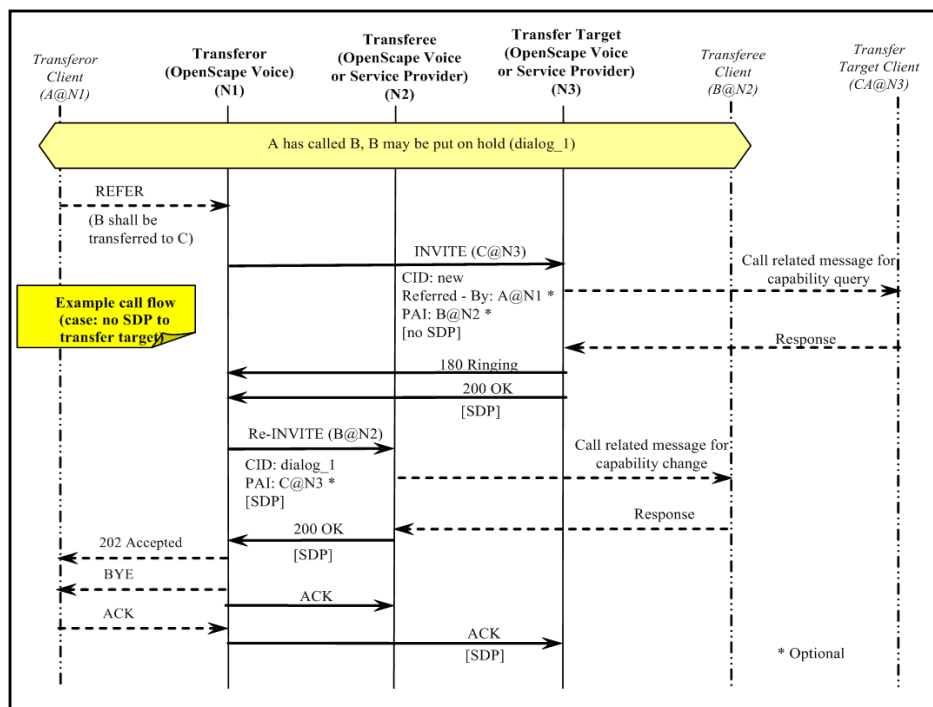 Transferor
Client
(A@N1)
Transferor
(OpenScape Voice)
(N1)
Transferee
(OpenScape Voice
or Service Provider)
(N2)
Transfer Target
(OpenScape Voice
or Service Provider)
(N3)
Transferee
Client
(B@N2)
Transfer
Target Client
(CA@N3)
A has called B, B may be put on hold (dialog_1)
REFER
(B shall be
transferred to C)
INVITE (C@N3)
CID: new
Referred - By: A@N1 *
PAI: B@N2 *
[no SDP]
Call related message for
capability query
Example call flow
(case: no SDP to
transfer target)
Response
180 Ringing
200 OK
[SDP]
Re-INVITE (B@N2)
CID: dialog_1
PAI: C@N3 *
[SDP]
Call related message for
capability change
Response
200 OK
[SDP]
202 Accepted
BYE
ACK
ACK
ACK
[SDP]
* Optional